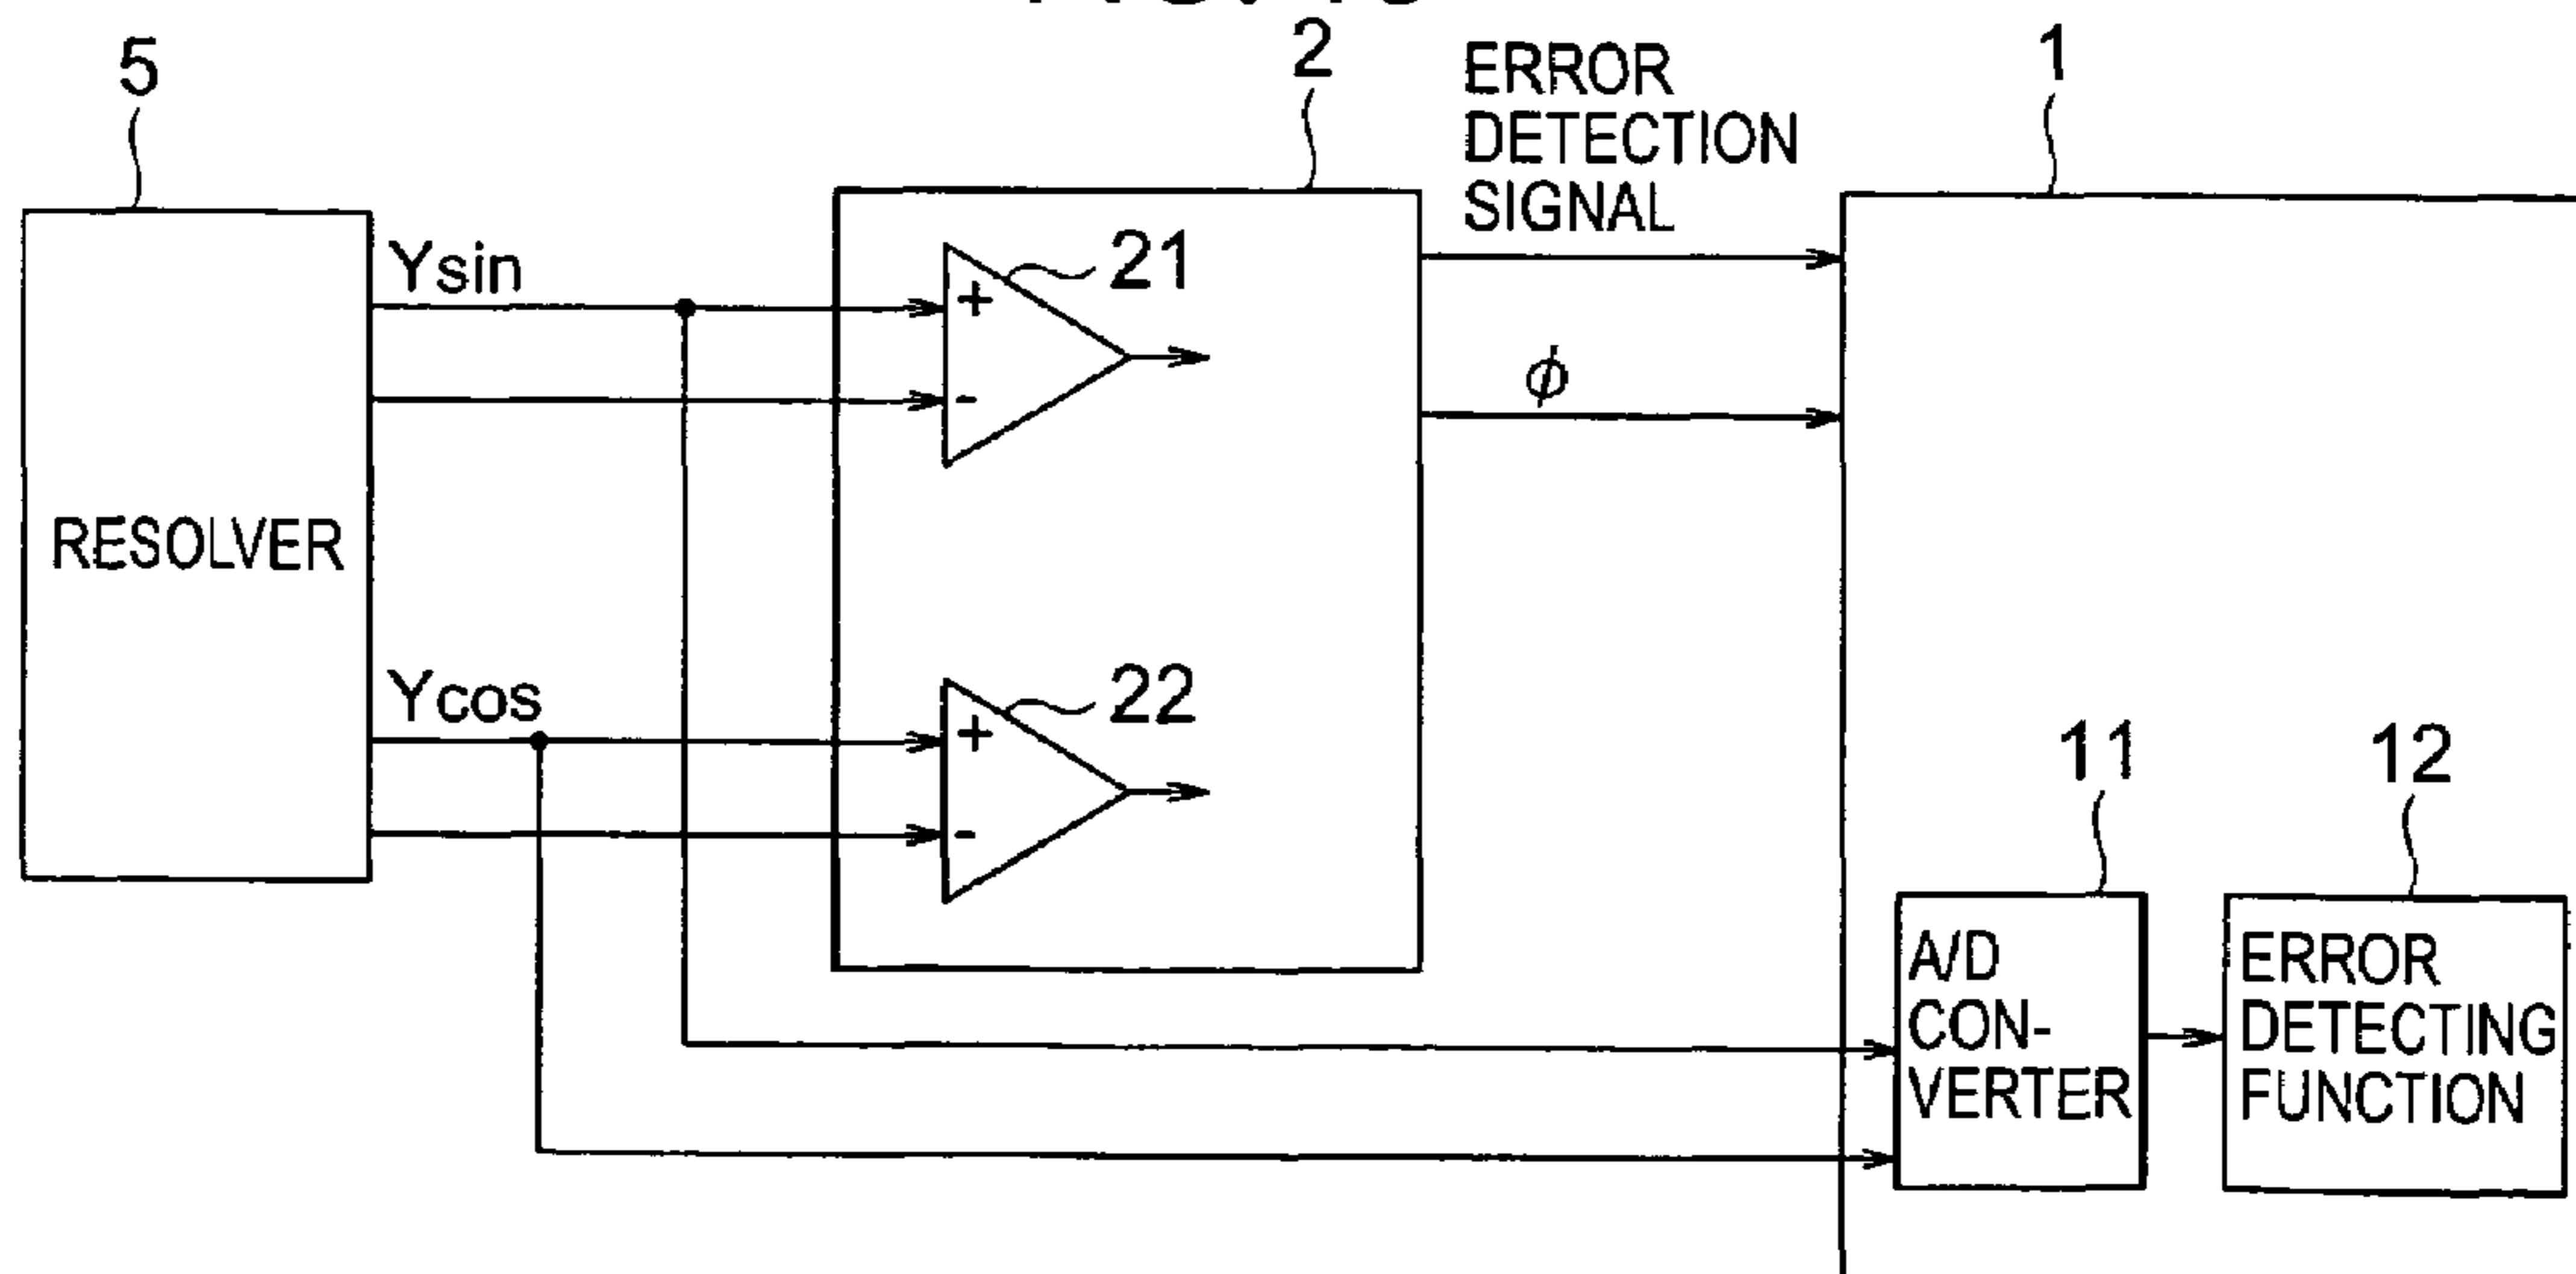 5
2
ERROR
DETECTION
SIGNAL
1
Ysin
+
-
21
ϕ
RESOLVER
Ycos
+
-
22
11
12
A/D
CON-
VERTER
ERROR
DETECTING
FUNCTION